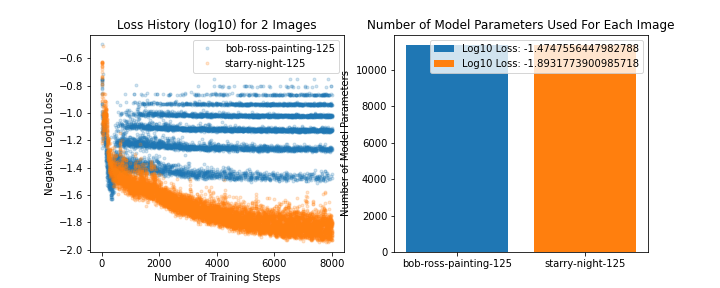 Loss History (log10) for 2 Images
Negative Log10 Loss
−0.6
−0.8
−1.0
−1.2
−1.4
−1.6
−1.8
−2.0
bob-ross-painting-125
starry-night-125
0
2000
4000
6000
8000
Number of Training Steps
Number of Model Parameters Used For Each Image
Number of Model Parameters
10000
8000
6000
4000
2000
0
Log10 Loss: -1.4747556447982788
Log10 Loss: -1.8931773900985718
bob-ross-painting-125
starry-night-125